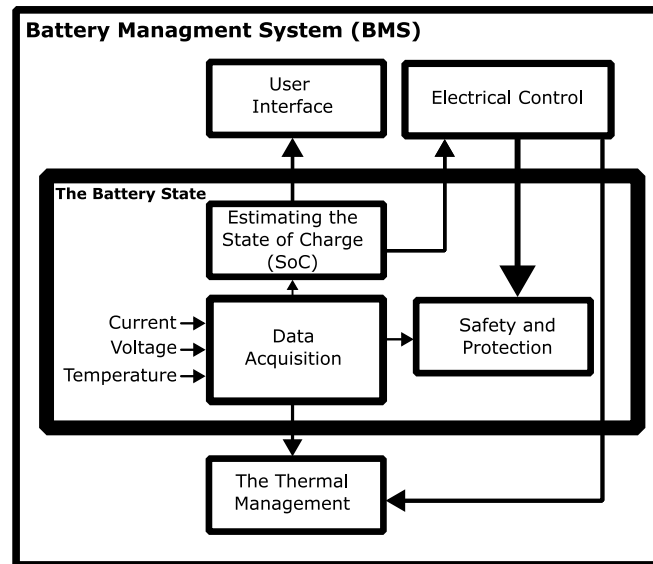 Battery Managment System (BMS)
User
Interface
Electrical Control
The Battery State
Estimating the
State of Charge
(SoC)
Current
Voltage
Temperature
Data
Acquisition
Safety and
Protection
The Thermal
Management